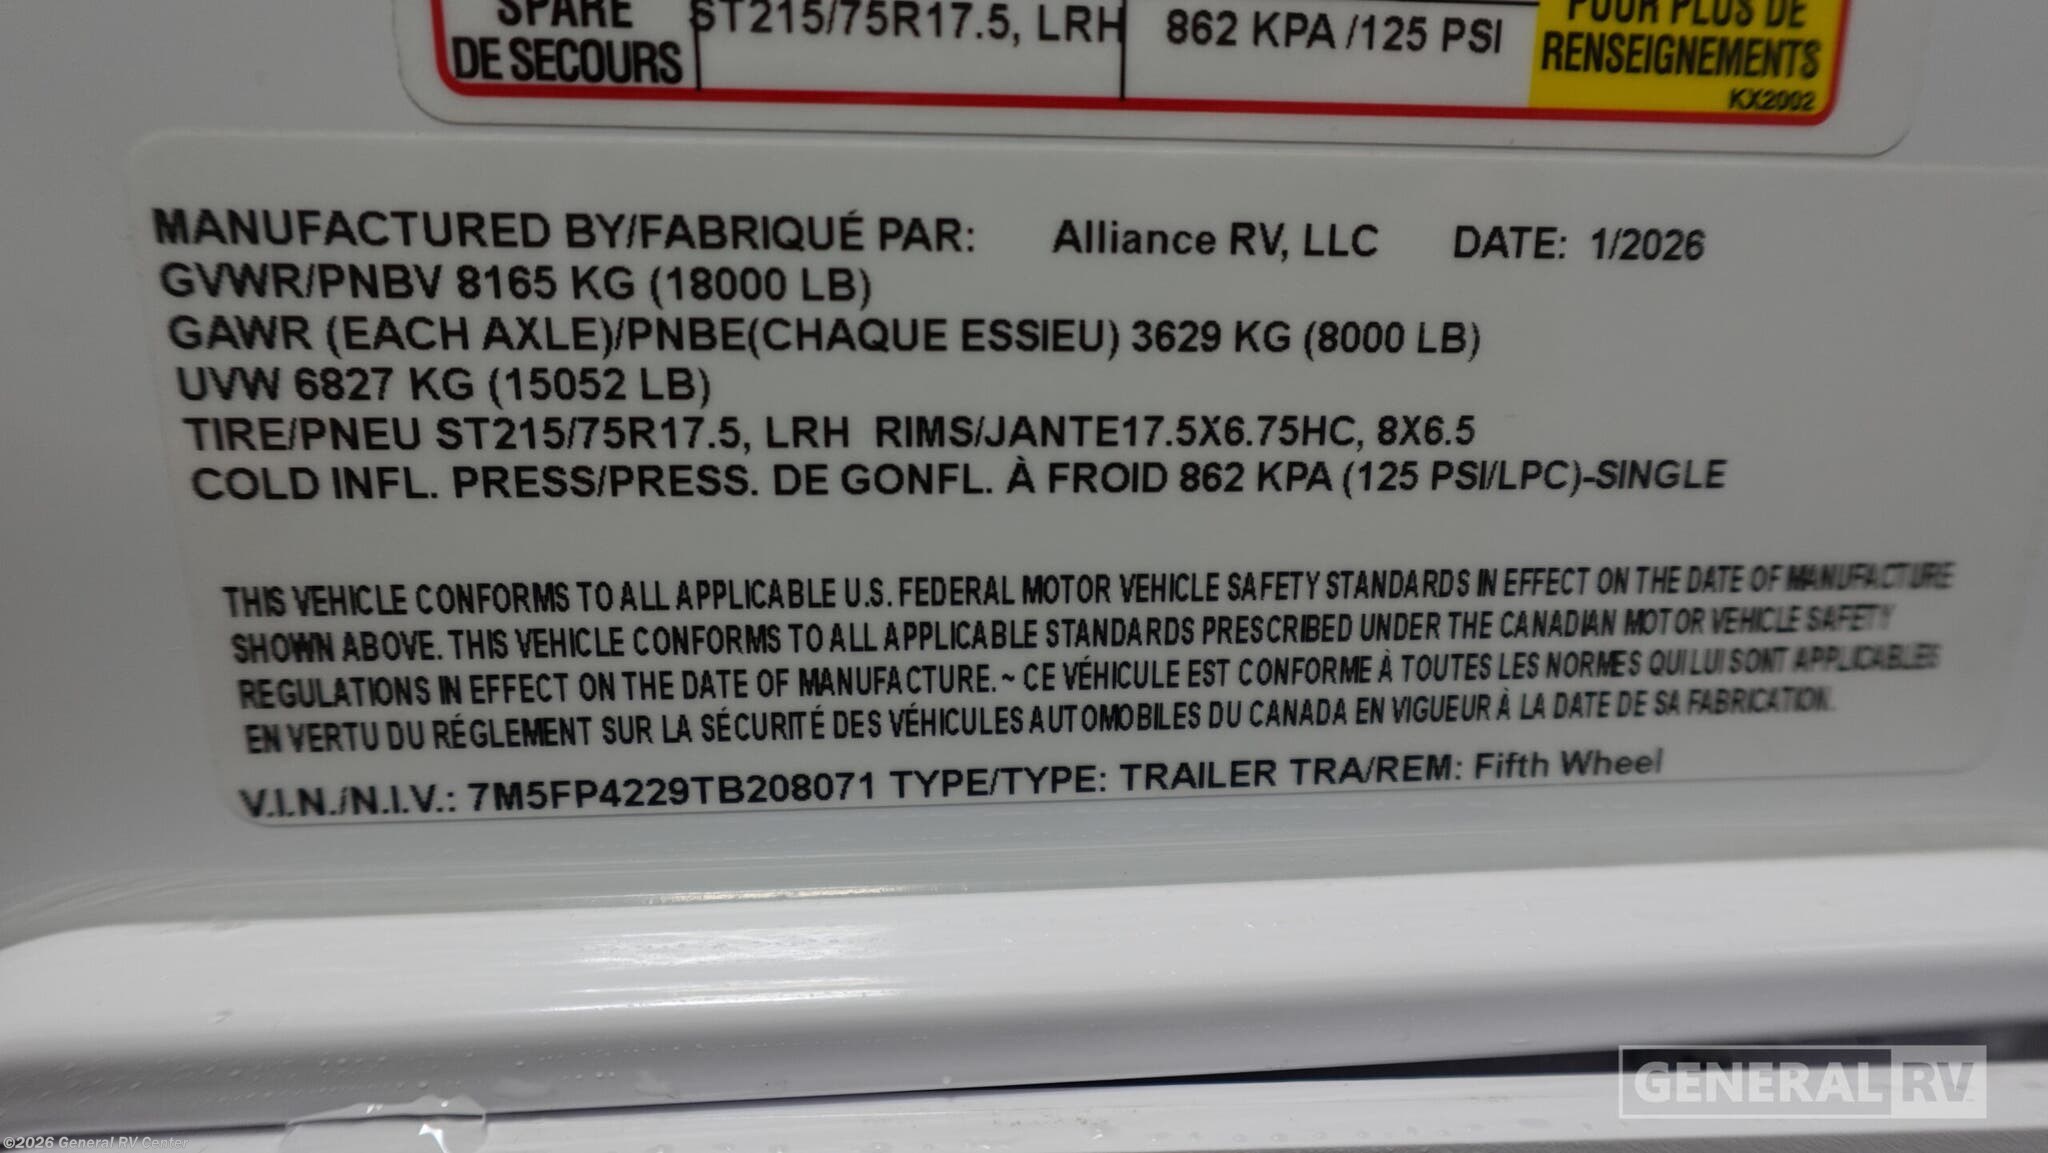 SPARE ST215/75R17.5, LRH 862 KPA /125 PSI POUR PLUS DE
DE SECOURS RENSEIGNEMENTS
KX2002
MANUFACTURED BY/FABRIQUÉ PAR: Alliance RV, LLC DATE: 1/2026
GVWR/PNBV 8165 KG (18000 LB)
GAWR (EACH AXLE)/PNBE(CHAQUE ESSIEU) 3629 KG (8000 LB)
UVW 6827 KG (15052 LB)
TIRE/PNEU ST215/75R17.5, LRH RIMS/JANTE17.5X6.75HC, 8X6.5
COLD INFL. PRESS/PRESS. DE GONFL. À FROID 862 KPA (125 PSI/LPC)-SINGLE
THIS VEHICLE CONFORMS TO ALL APPLICABLE U.S. FEDERAL MOTOR VEHICLE SAFETY STANDARDS IN EFFECT ON THE DATE OF MANUFACTURE
SHOWN ABOVE. THIS VEHICLE CONFORMS TO ALL APPLICABLE STANDARDS PRESCRIBED UNDER THE CANADIAN MOTOR VEHICLE SAFETY
REGULATIONS IN EFFECT ON THE DATE OF MANUFACTURE. ~ CE VÉHICULE EST CONFORME À TOUTES LES NORMES QUI LUI SONT APPLICABLES
EN VERTU DU RÉGLEMENT SUR LA SÉCURITÉ DES VÉHICULES AUTOMOBILES DU CANADA EN VIGUEUR À LA DATE DE SA FABRICATION.
V.I.N./N.I.V.: 7M5FP4229TB208071 TYPE/TYPE: TRAILER TRA/REM: Fifth Wheel
GENERAL RV
©2026 General RV Center